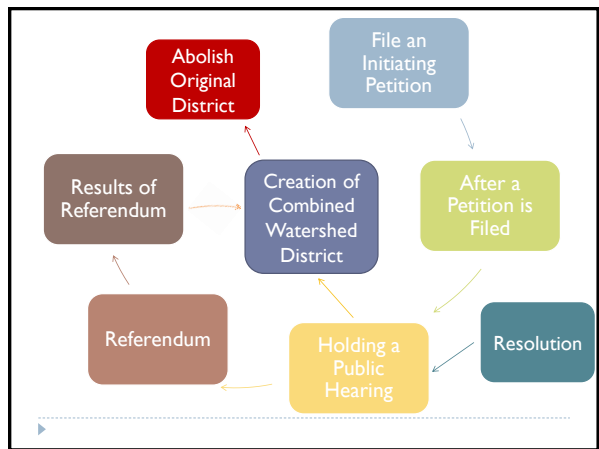 Abolish
Original
District
File an
Initiating
Petition
Results of
Referendum
Creation of
Combined
Watershed
District
After a
Petition is
Filed
Referendum
Holding a
Public
Hearing
Resolution